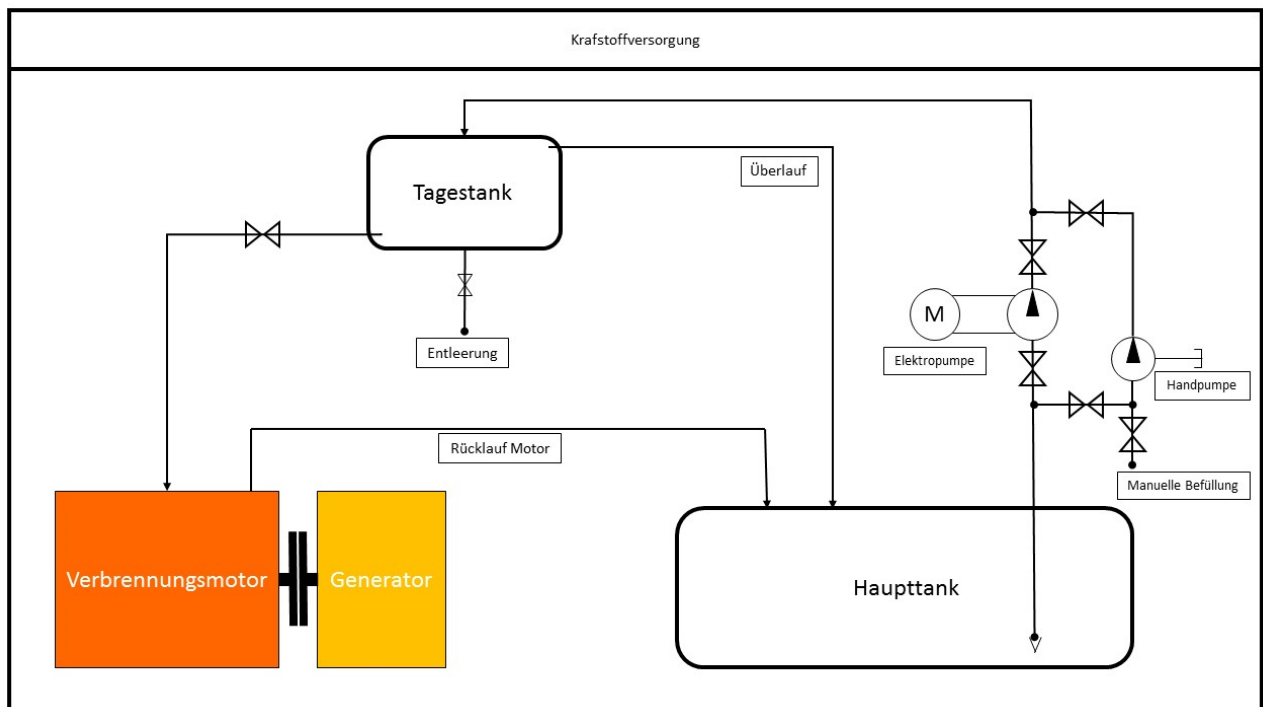 Krafstoffversorgung
Tagestank
Überlauf
M
Entleerung
Elektropumpe
Handpumpe
Rücklauf Motor
Manuelle Befüllung
Verbrennungsmotor
Generator
Haupttank